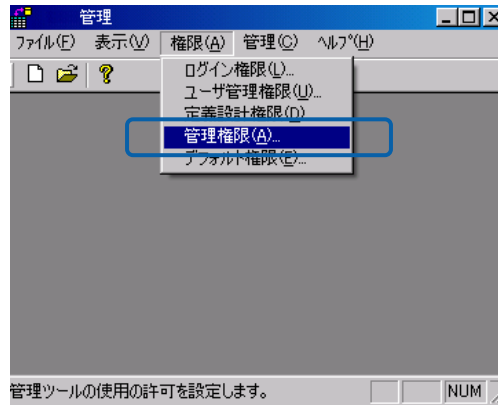 管理
ファイル(F) 表示(V) 権限(A) 管理(C) ヘルプ(H)
ログイン権限(L)...
ユーザ管理権限(U)...
定義設計権限(D)...
管理権限(A)...
デフォルト権限(E)...
管理ツールの使用の許可を設定します。
NUM